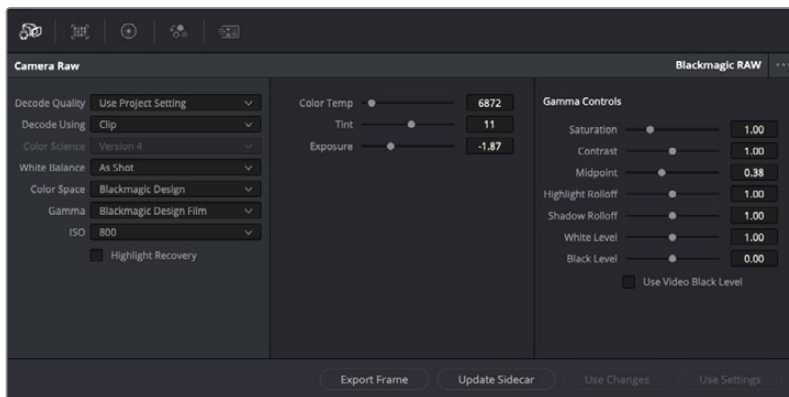 Camera Raw
Blackmagic RAW
Decode Quality Use Project Setting
Decode Using Clip
Color Science Version 4
White Balance As Shot
Color Space Blackmagic Design
Gamma Blackmagic Design Film
ISO 800
Highlight Recovery
Color Temp 6872
Tint 11
Exposure -1.87
Gamma Controls
Saturation 1.00
Contrast 1.00
Midpoint 0.38
Highlight Rolloff 1.00
Shadow Rolloff 1.00
White Level 1.00
Black Level 0.00
Use Video Black Level
Export Frame Update Sidecar Use Changes Use Settings